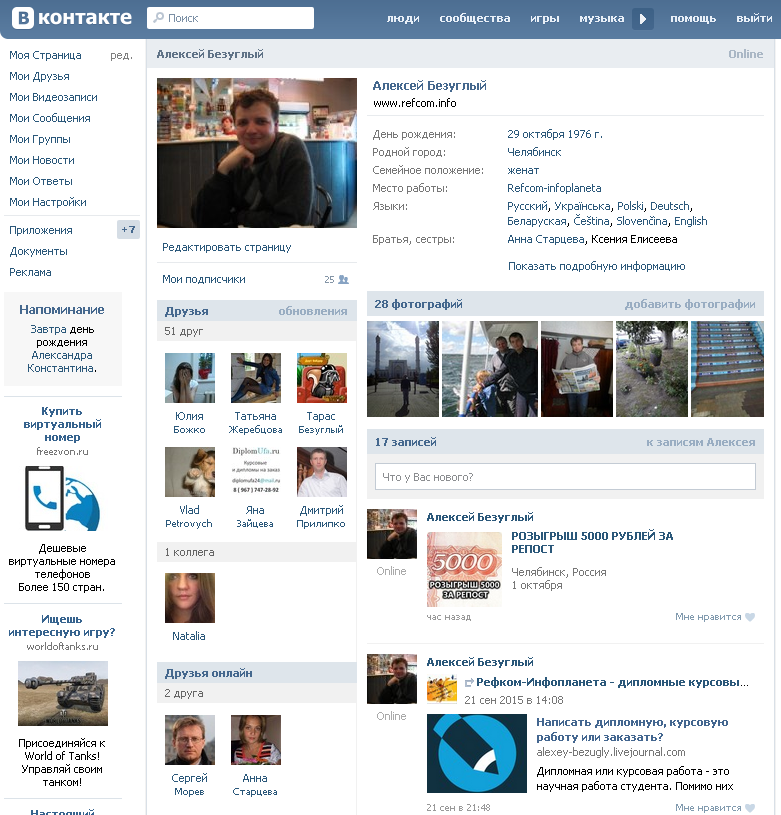 В контакте
Поиск
люди сообщества игры музыка помощь выйти
Моя Страница ред.
Мои Друзья
Мои Видеозаписи
Мои Сообщения
Мои Группы
Мои Новости
Мои Ответы
Мои Настройки
Приложения +7
Документы
Реклама
Напоминание
Завтра день
рождения
Александра
Константина.
Купить
виртуальный
номер
freezvon.ru
Дешевые
виртуальные номера
телефонов
Более 150 стран.
Ищешь
интересную игру?
worldoftanks.ru
Присоединяйся к
World of Tanks!
Управляй своим
танком!
Настоящий
Алексей Безуглый Online
Редактировать страницу
Мои подписчики 25
Друзья обновления
51 друг
Юлия
Божко
Татьяна
Жеребцова
Тарас
Безуглый
DiplomUfa.ru
Курсовые
и дипломы на заказ
diplomufa24@mail.ru
8 ( 967 ) 747-28-92
Vlad
Petrovych
Яна
Зайцева
Дмитрий
Прилипко
1 коллега
Natalia
Друзья онлайн
2 друга
Сергей
Морев
Анна
Старцева
Алексей Безуглый
www.refcom.info
День рождения: 29 октября 1976 г.
Родной город: Челябинск
Семейное положение: женат
Место работы: Refcom-infoplaneta
Языки: Русский, Українська, Polski, Deutsch,
Беларуская, Čeština, Slovenčina, English
Братья, сестры: Анна Старцева, Ксения Елисеева
Показать подробную информацию
28 фотографий добавить фотографии
17 записей к записям Алексея
Что у Вас нового?
Алексей Безуглый
Online
5000
РОЗЫГРЫШ 5000
ЗА РЕПОСТ
РОЗЫГРЫШ 5000 РУБЛЕЙ ЗА
РЕПОСТ
Челябинск, Россия
1 октября
час назад Мне нравится
Алексей Безуглый
Online
Рефком-Инфопланета - дипломные курсовы...
21 сен 2015 в 14:08
Написать дипломную, курсовую
работу или заказать?
alexey-bezugly.livejournal.com
Дипломная или курсовая работа - это
научная работа студента. Помимо них
21 сен в 21:48 Мне нравится